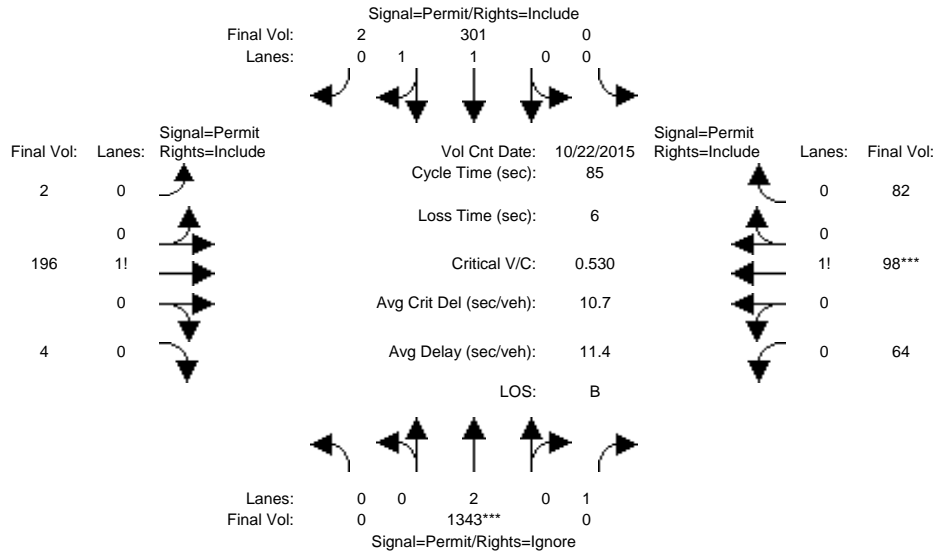 Signal=Permit/Rights=Include
Final Vol: 2 301 0
Lanes: 0 1 1 0 0
Signal=Permit
Final Vol: Lanes: Rights=Include
Vol Cnt Date: 10/22/2015
Signal=Permit
Rights=Include Lanes: Final Vol:
Cycle Time (sec): 85
2 0
0 82
Loss Time (sec): 6
0
0
196 1!
Critical V/C: 0.530
1! 98***
0
Avg Crit Del (sec/veh): 10.7
0
4 0
Avg Delay (sec/veh): 11.4
0 64
LOS: B
Lanes: 0 0 2 0 1
Final Vol: 0 1343*** 0
Signal=Permit/Rights=Ignore